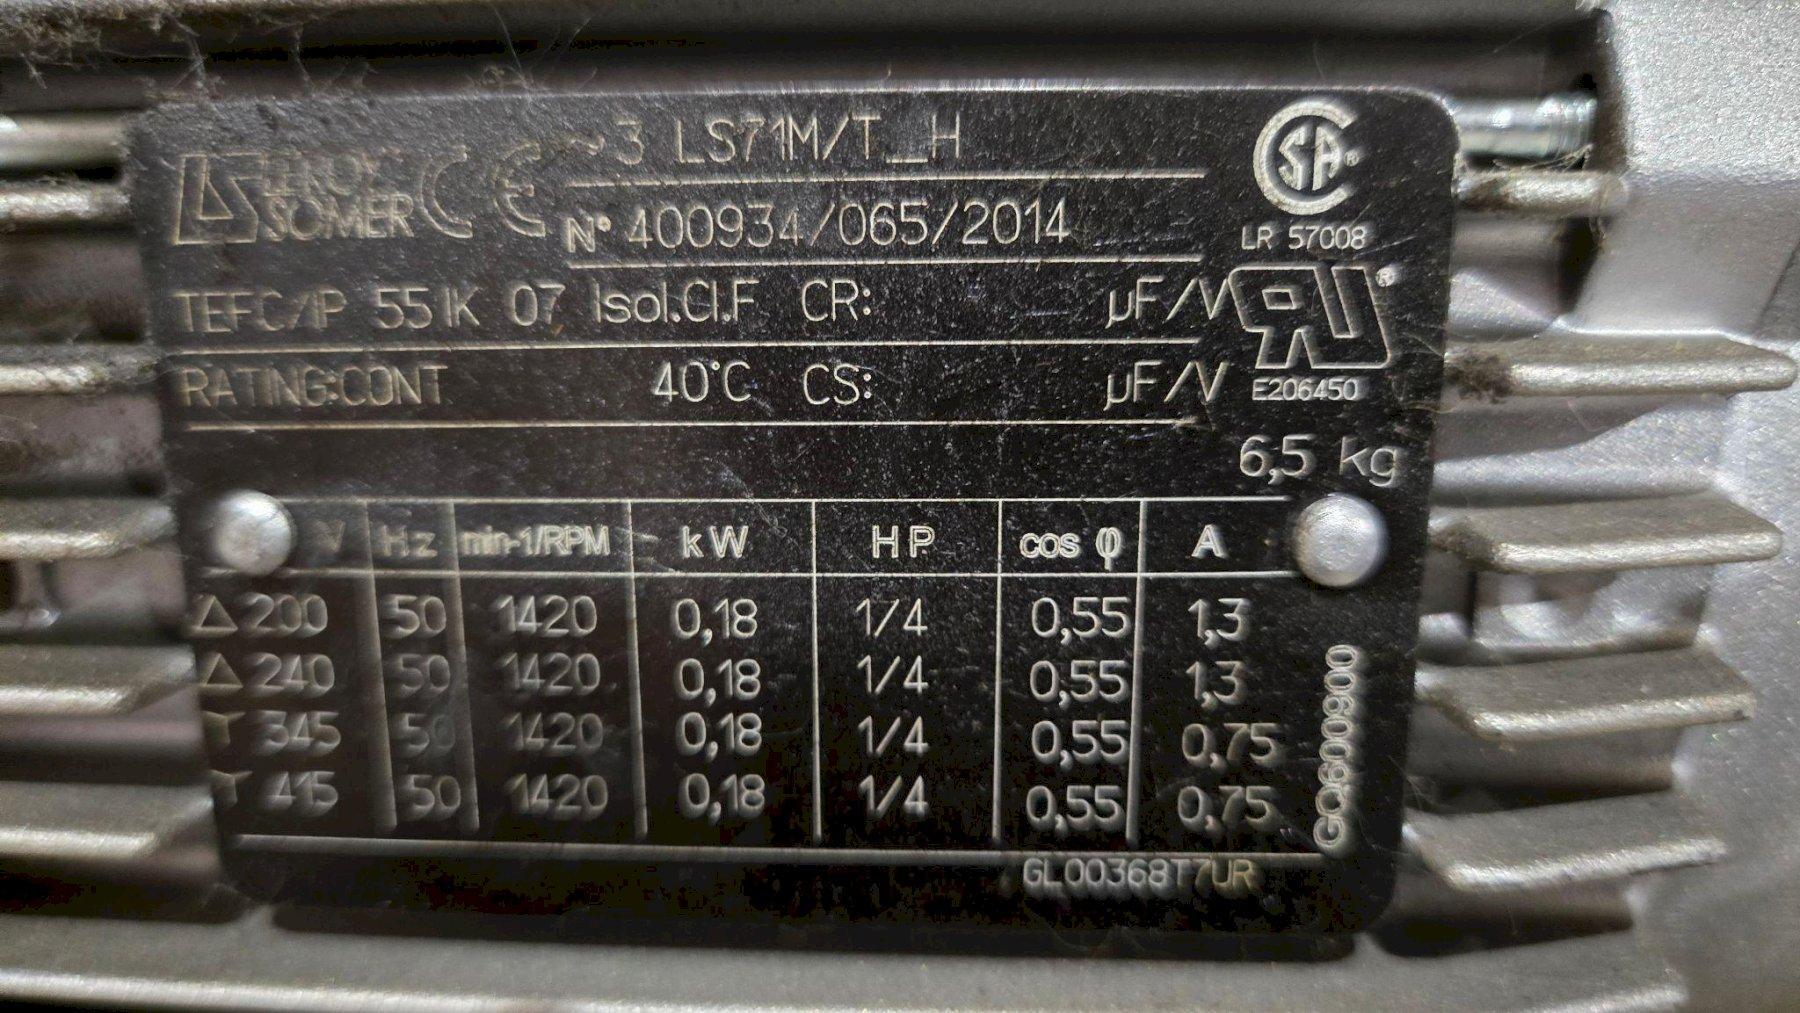 LEROY SOMER CE ~3 LS71M/T_H
N° 400934/065/2014
SA®
LR 57008
TEFC/IP 55 IK 07 Isol.Cl.F CR: µF/V
RU®
RATING:CONT 40°C CS: µF/V
E206450
6,5 kg
V Hz min-1/RPM kW HP cos φ A
Δ 200 50 1420 0,18 1/4 0,55 1,3
Δ 240 50 1420 0,18 1/4 0,55 1,3
Y 345 50 1420 0,18 1/4 0,55 0,75
Y 415 50 1420 0,18 1/4 0,55 0,75
GQ600900
GL00368T7UR